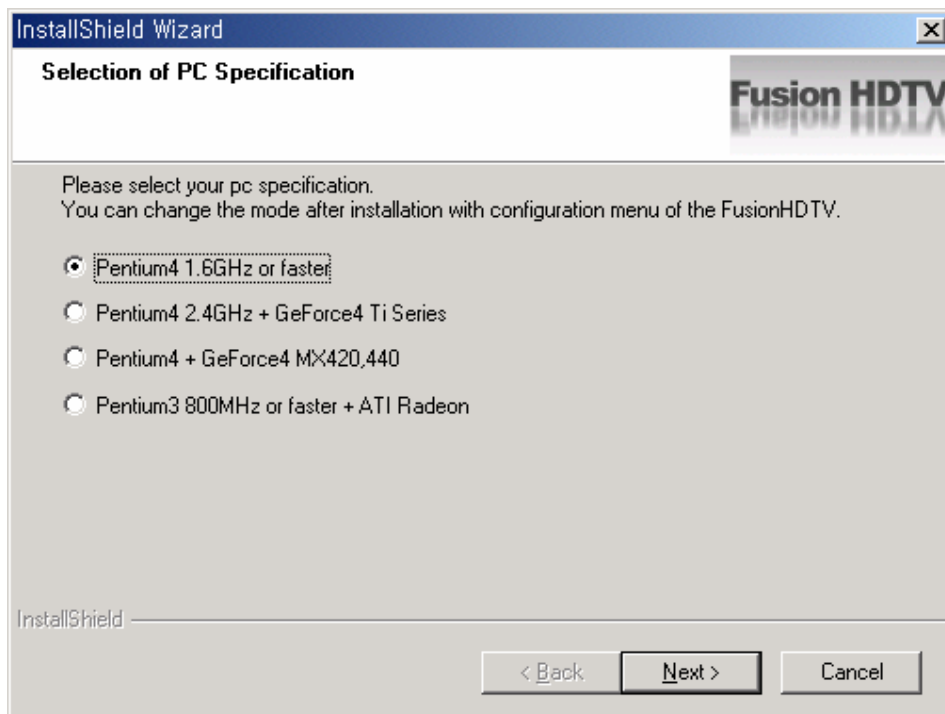 InstallShield Wizard
Selection of PC Specification
Fusion HDTV
Please select your pc specification.
You can change the mode after installation with configuration menu of the FusionHDTV.
Pentium4 1.6GHz or faster
Pentium4 2.4GHz + GeForce4 Ti Series
Pentium4 + GeForce4 MX420,440
Pentium3 800MHz or faster + ATI Radeon
InstallShield
< Back
Next >
Cancel